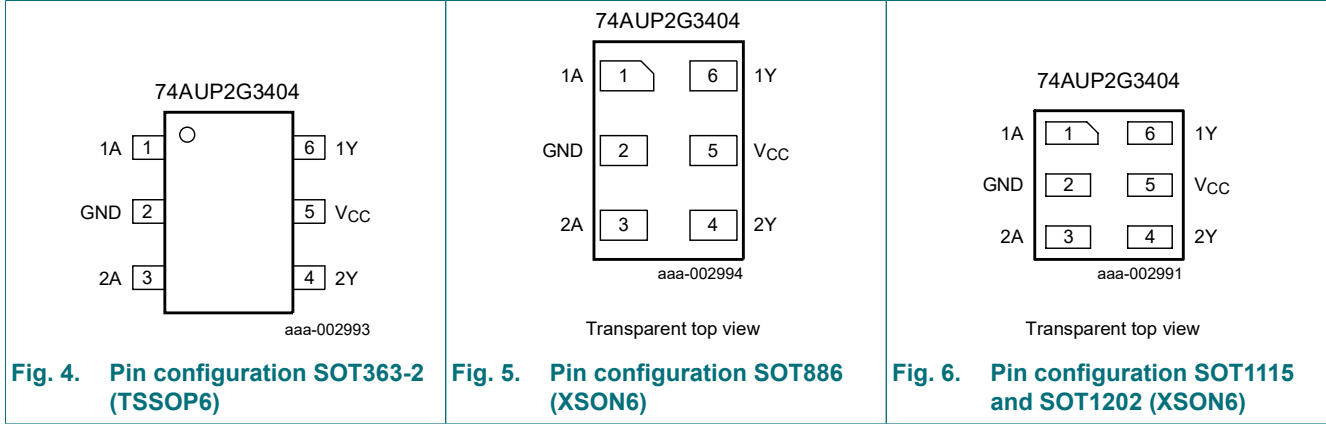 74AUP2G3404
1A 1 6 1Y
GND 2 5 VCC
2A 3 4 2Y
aaa-002993
Fig. 4. Pin configuration SOT363-2
(TSSOP6)
74AUP2G3404
1A 1 6 1Y
GND 2 5 VCC
2A 3 4 2Y
aaa-002994
Transparent top view
Fig. 5. Pin configuration SOT886
(XSON6)
74AUP2G3404
1A 1 6 1Y
GND 2 5 VCC
2A 3 4 2Y
aaa-002991
Transparent top view
Fig. 6. Pin configuration SOT1115
and SOT1202 (XSON6)